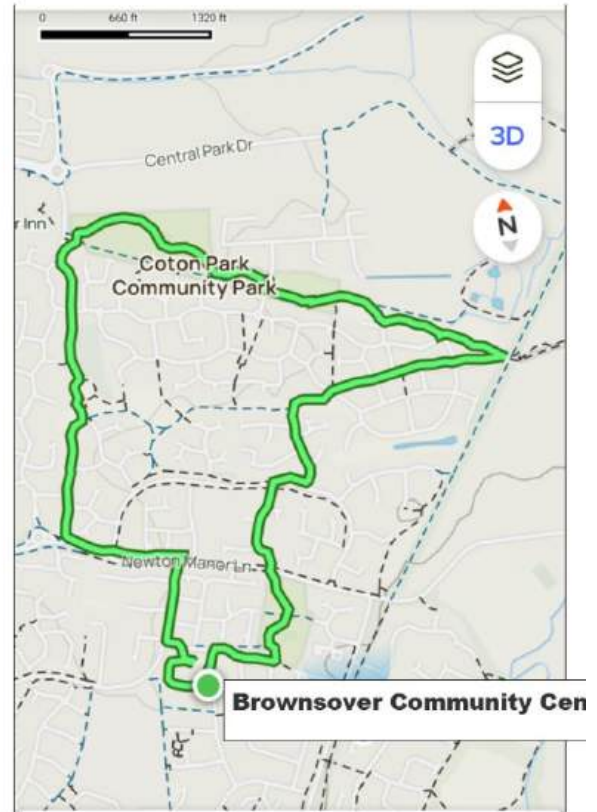 0 660 ft 1320 ft
3D
Central Park Dr
r Inn
N
Coton Park
Community Park
Newton Manor Ln
Brownsover Community Cen